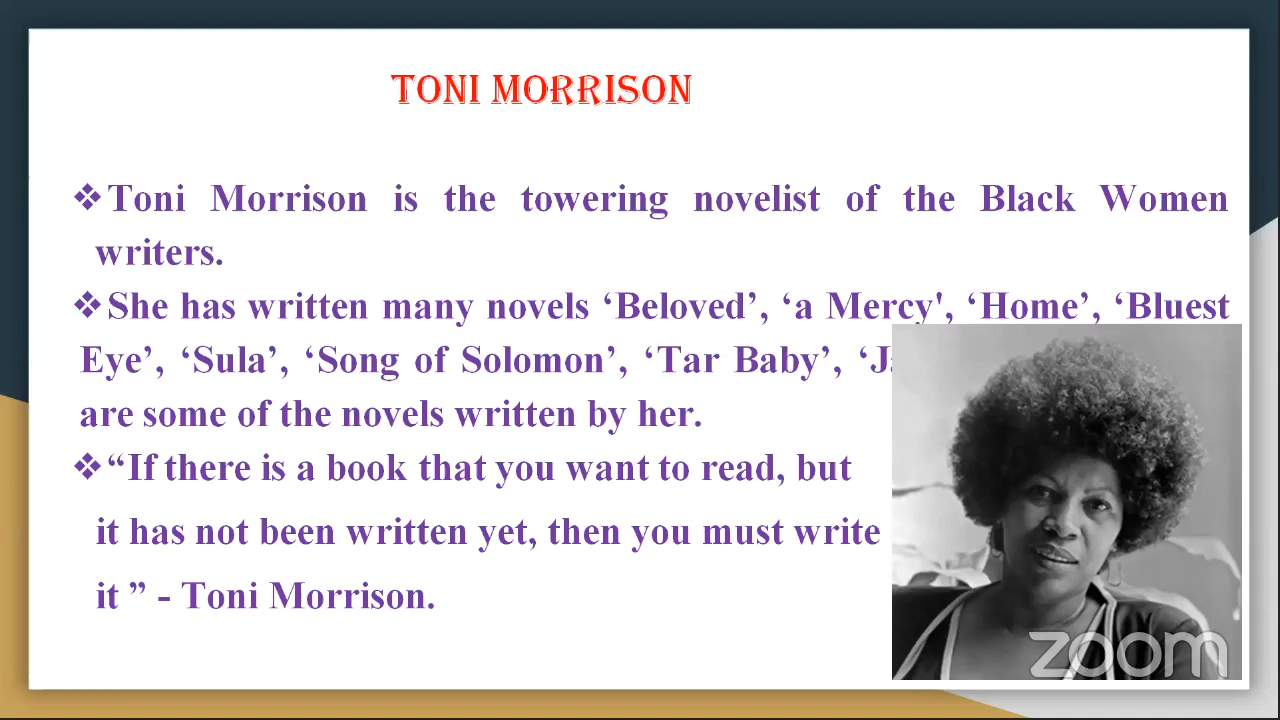 TONI MORRISON
❖Toni Morrison is the towering novelist of the Black Women
writers.
❖She has written many novels ‘Beloved’, ‘a Mercy', ‘Home’, ‘Bluest
Eye’, ‘Sula’, ‘Song of Solomon’, ‘Tar Baby’,
are some of the novels written by her.
❖“If there is a book that you want to read, but
it has not been written yet, then you must write
it ” - Toni Morrison.
zoom